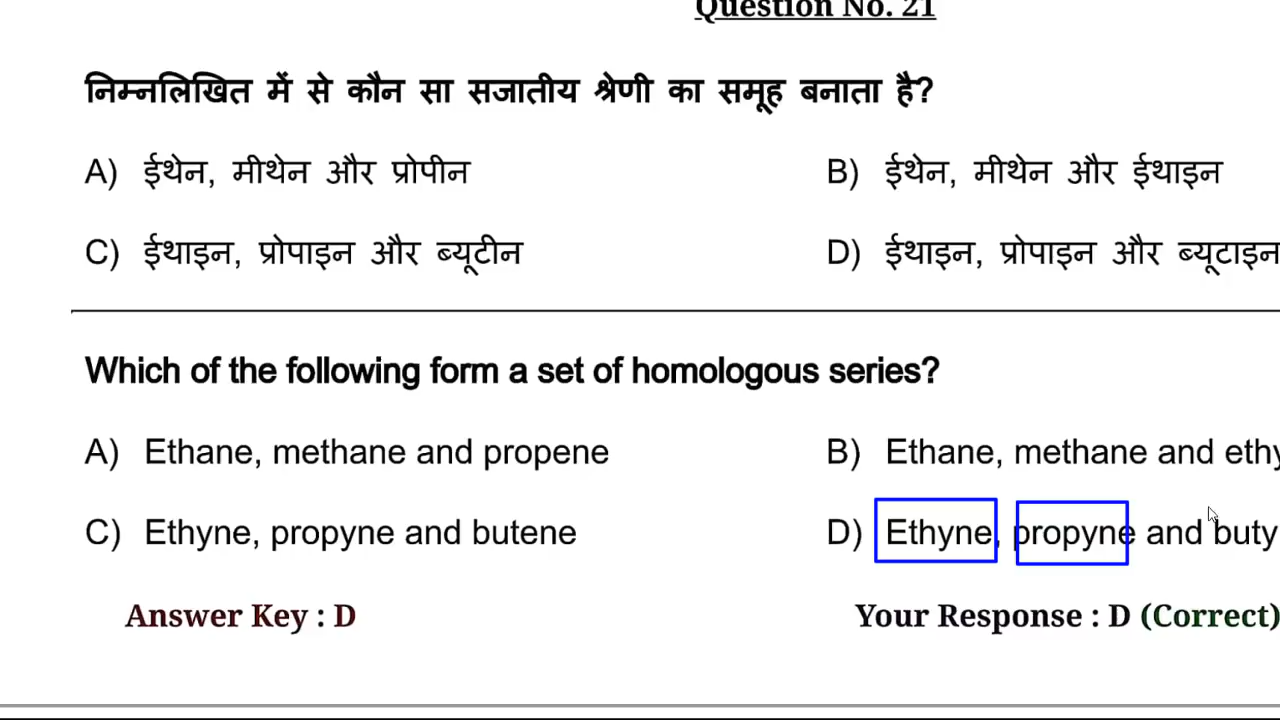 Question No. 21
निम्नलिखित में से कौन सा सजातीय श्रेणी का समूह बनाता है?
A) ईथेन, मीथेन और प्रोपीन
B) ईथेन, मीथेन और ईथाइन
C) ईथाइन, प्रोपाइन और ब्यूटीन
D) ईथाइन, प्रोपाइन और ब्यूटाइन
Which of the following form a set of homologous series?
A) Ethane, methane and propene
B) Ethane, methane and
C) Ethyne, propyne and butene
D) Ethyne, propyne and
Answer Key : D
Your Response : D (Correct)